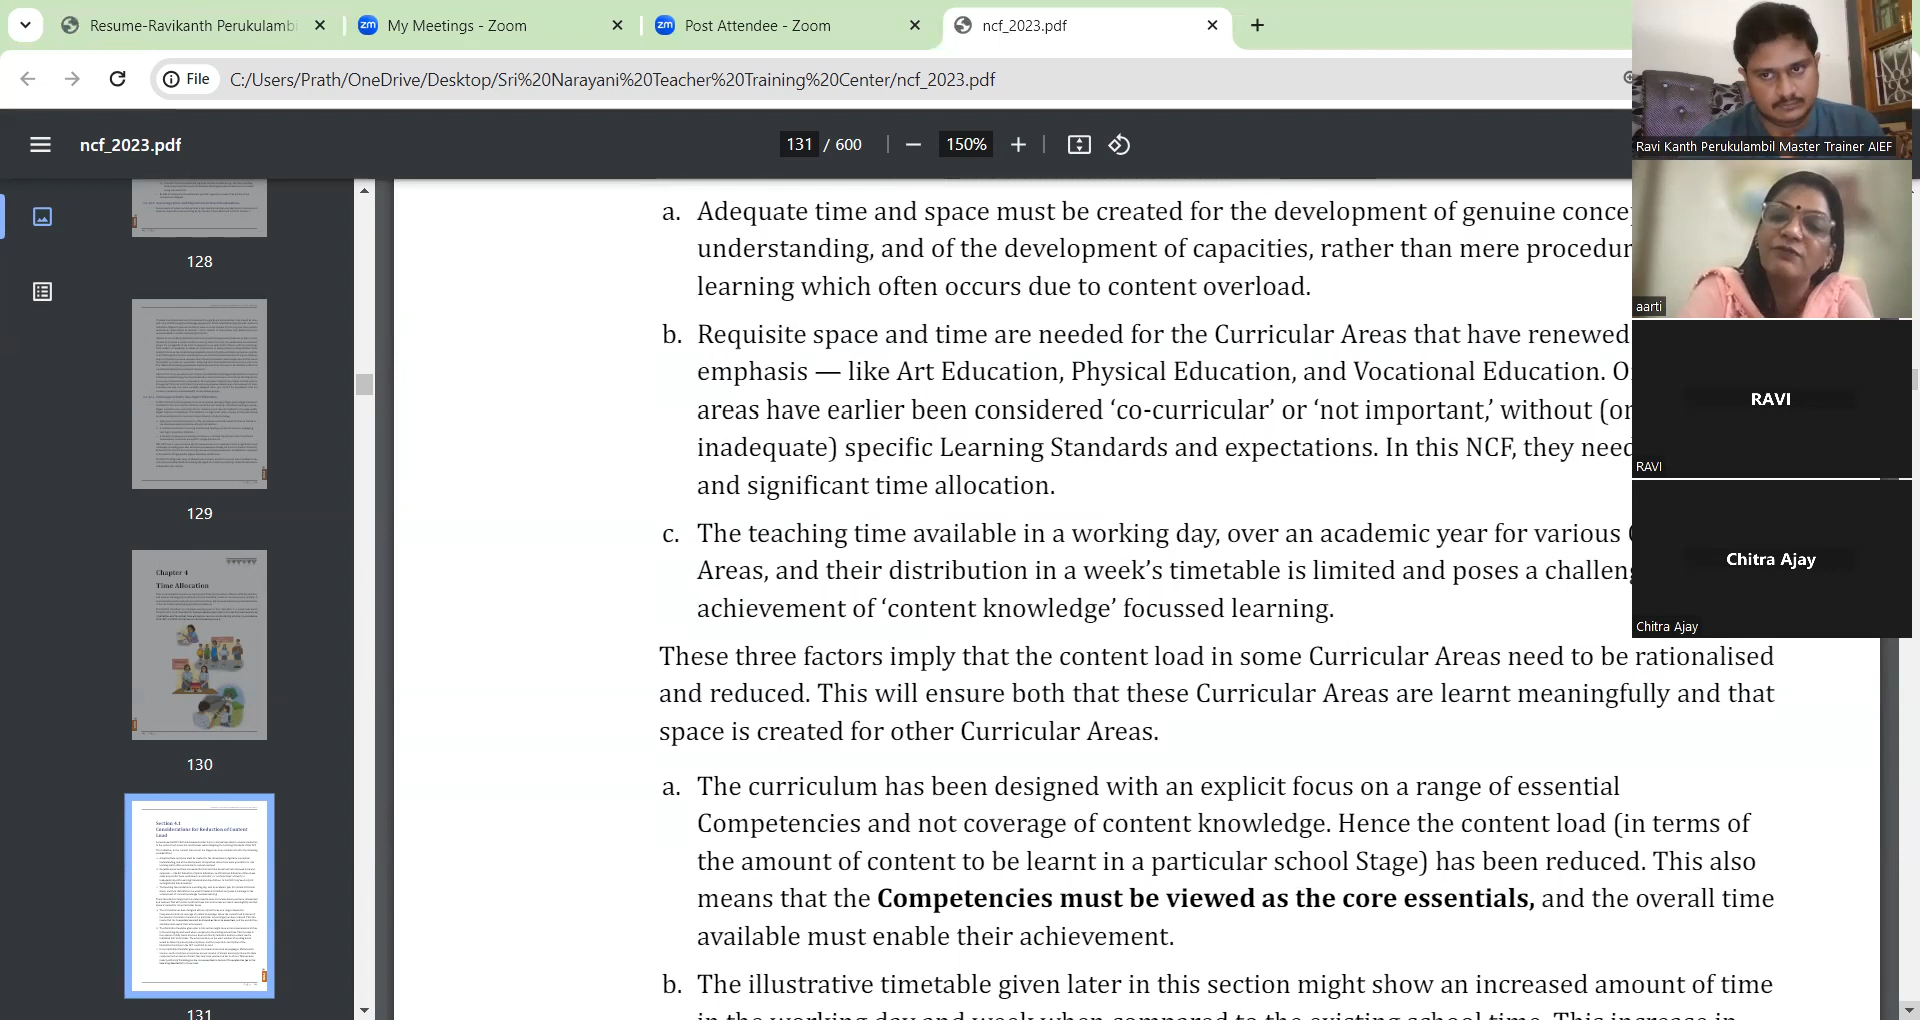 Resume-Ravikanth Perukulambi
My Meetings - Zoom
Post Attendee - Zoom
ncf_2023.pdf
File
C:/Users/Prath/OneDrive/Desktop/Sri%20Narayani%20Teacher%20Training%20Center/ncf_2023.pdf
ncf_2023.pdf
131 / 600
150%
128
129
Chapter 4
Time Allocation
130
Section 4.1
Considerations for Reduction of Content
Load
131
a. Adequate time and space must be created for the development of genuine conce
understanding, and of the development of capacities, rather than mere procedur
learning which often occurs due to content overload.
b. Requisite space and time are needed for the Curricular Areas that have renewed
emphasis — like Art Education, Physical Education, and Vocational Education. O
areas have earlier been considered ‘co-curricular’ or ‘not important,’ without (or
inadequate) specific Learning Standards and expectations. In this NCF, they need
and significant time allocation.
c. The teaching time available in a working day, over an academic year for various
Areas, and their distribution in a week’s timetable is limited and poses a challeng
achievement of ‘content knowledge’ focussed learning.
These three factors imply that the content load in some Curricular Areas need to be rationalised
and reduced. This will ensure both that these Curricular Areas are learnt meaningfully and that
space is created for other Curricular Areas.
a. The curriculum has been designed with an explicit focus on a range of essential
Competencies and not coverage of content knowledge. Hence the content load (in terms of
the amount of content to be learnt in a particular school Stage) has been reduced. This also
means that the Competencies must be viewed as the core essentials, and the overall time
available must enable their achievement.
b. The illustrative timetable given later in this section might show an increased amount of time
in the working day and week when compared to the existing school time. This increase in
Ravi Kanth Perukulambil Master Trainer AIEF
aarti
RAVI
RAVI
Chitra Ajay
Chitra Ajay